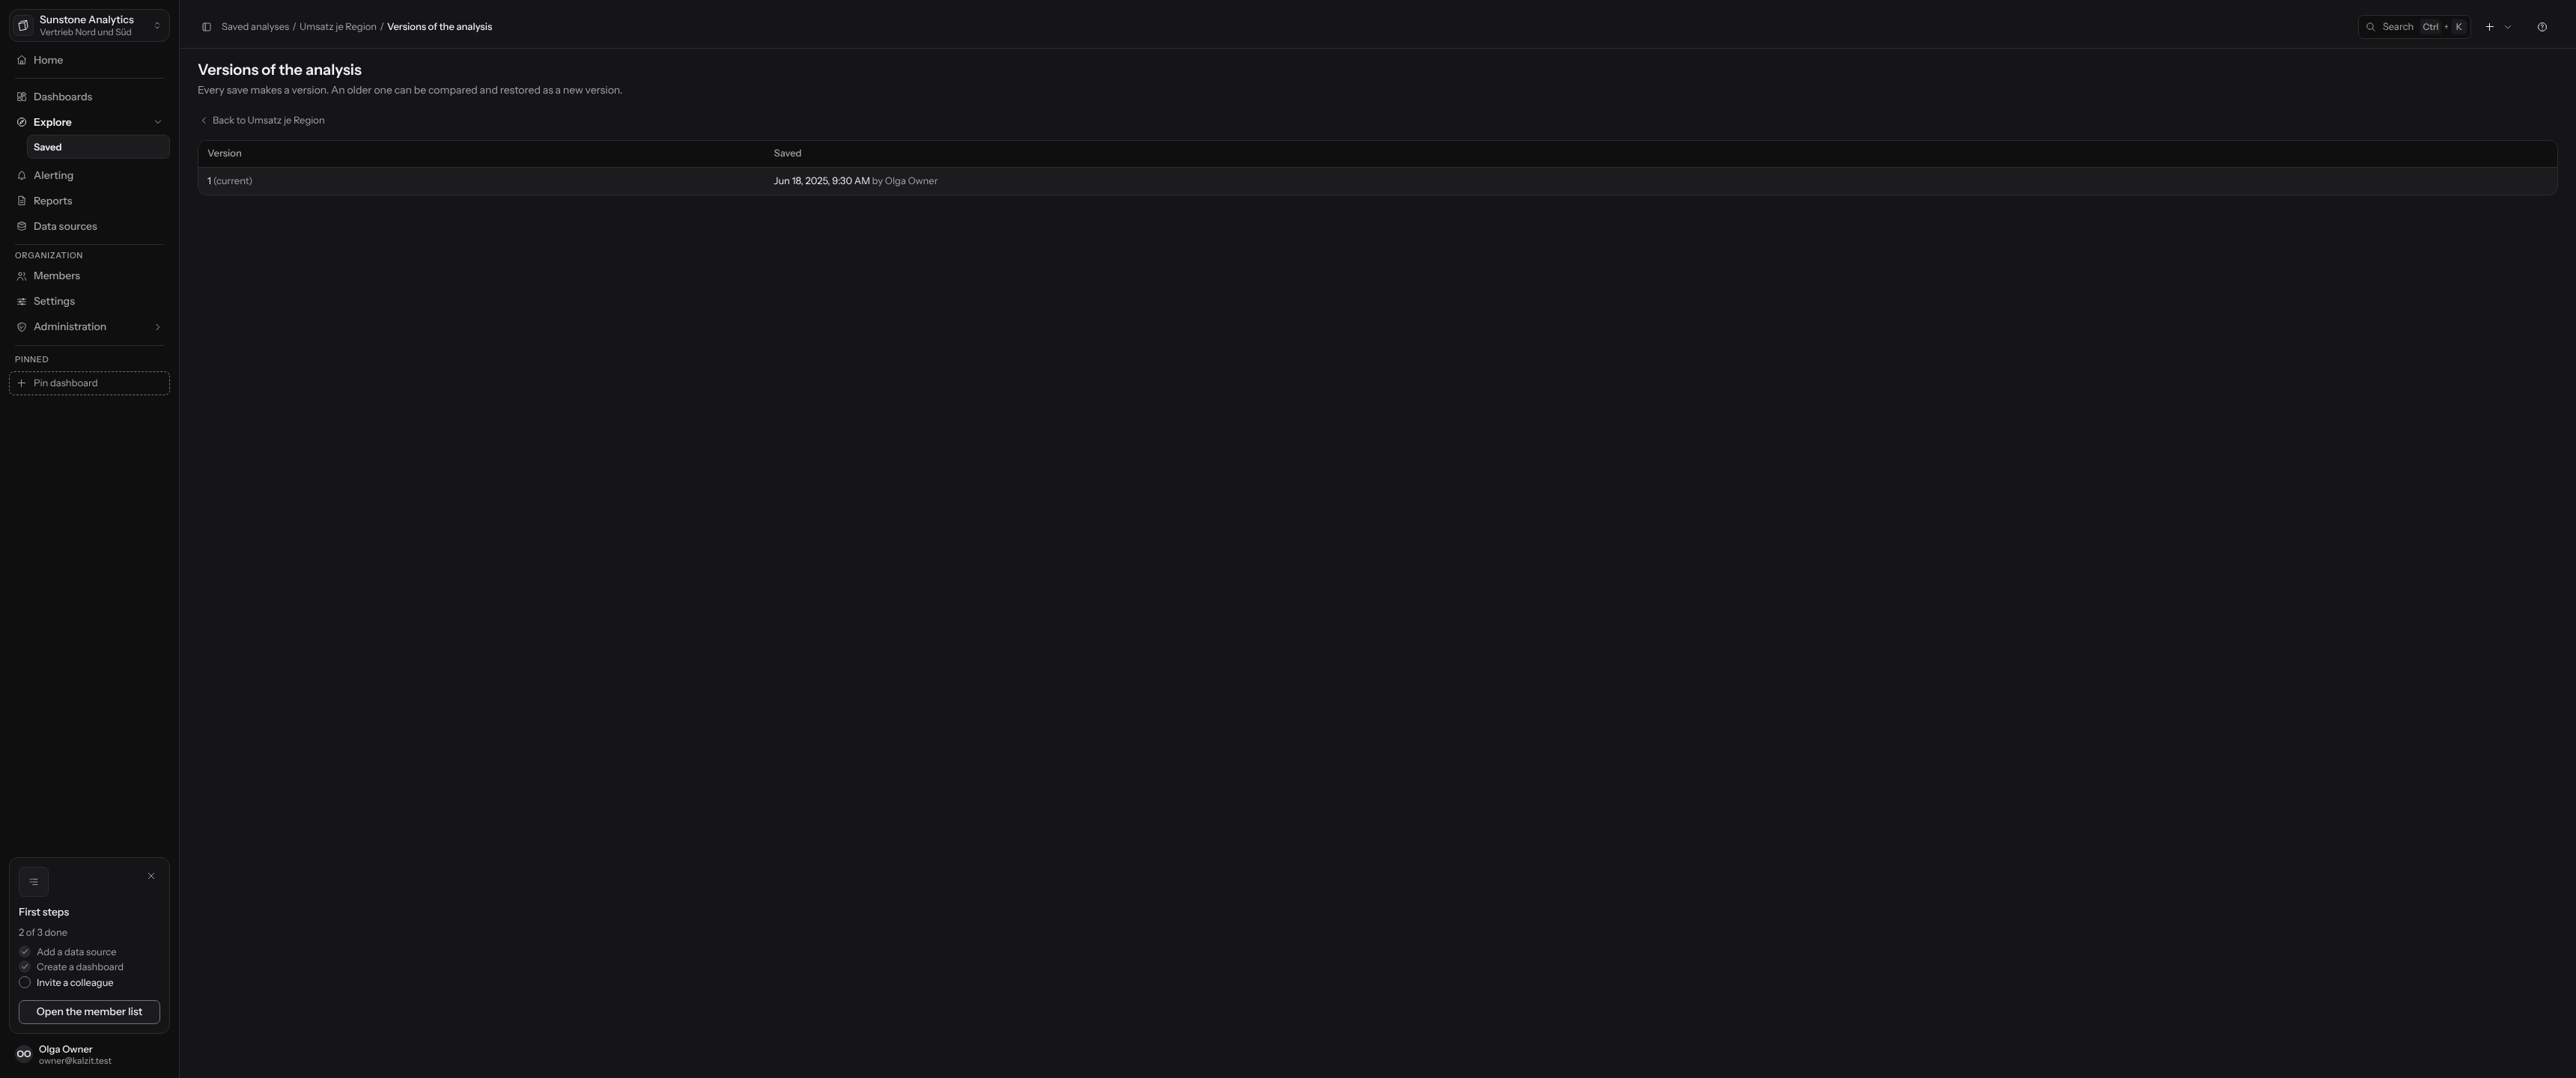 Sunstone Analytics
Vertrieb Nord und Süd
Home
Dashboards
Explore
Saved
Alerting
Reports
Data sources
ORGANIZATION
Members
Settings
Administration
PINNED
Pin dashboard
First steps
2 of 3 done
Add a data source
Create a dashboard
Invite a colleague
Open the member list
OO
Olga Owner
owner@kalzit.test
Saved analyses / Umsatz je Region / Versions of the analysis
Search Ctrl + K
Versions of the analysis
Every save makes a version. An older one can be compared and restored as a new version.
Back to Umsatz je Region
Version Saved
1 (current) Jun 18, 2025, 9:30 AM by Olga Owner